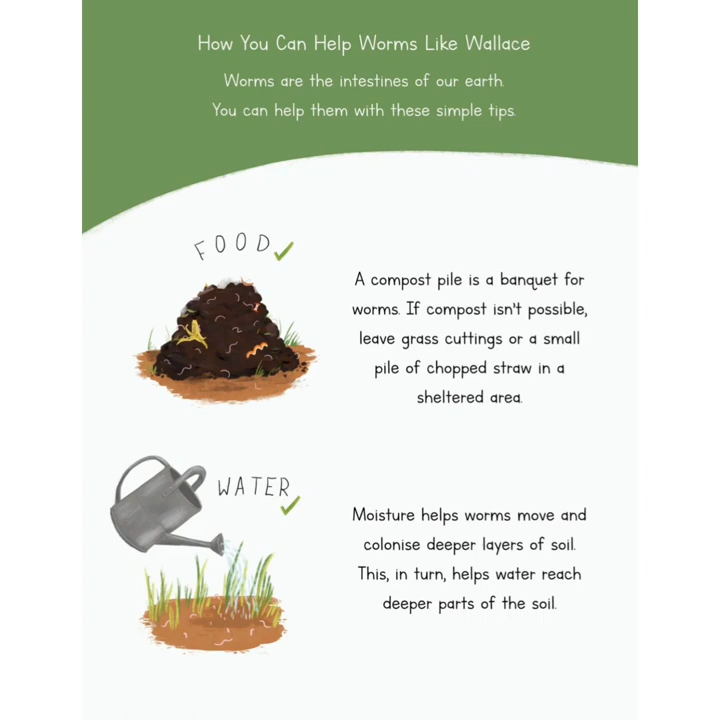 How You Can Help Worms Like Wallace
Worms are the intestines of our earth.
You can help them with these simple tips.
FOOD
A compost pile is a banquet for
worms. If compost isn't possible,
leave grass cuttings or a small
pile of chopped straw in a
sheltered area.
WATER
Moisture helps worms move and
colonise deeper layers of soil.
This, in turn, helps water reach
deeper parts of the soil.